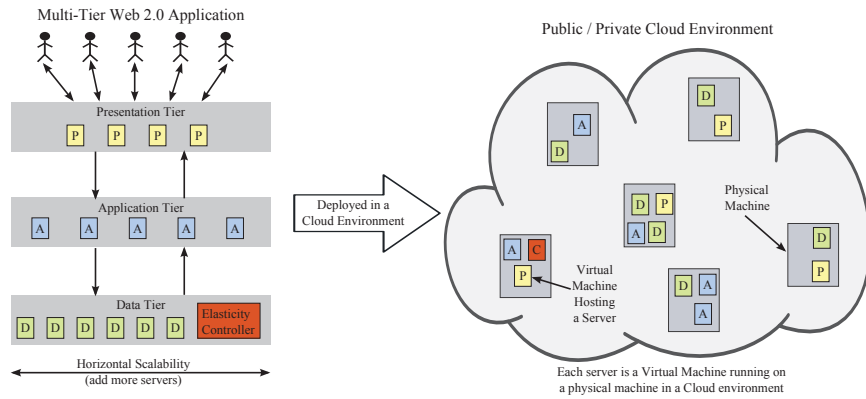 Multi-Tier Web 2.0 Application
Presentation Tier
P P P P
Application Tier
A A A A A
Data Tier
D D D D D D
Elasticity
Controller
Horizontal Scalability
(add more servers)
Deployed in a
Cloud Environment
Public / Private Cloud Environment
A
D
D
P
D P
A D
A C
P
D
P
D A
A
Physical
Machine
Virtual
Machine
Hosting
a Server
Each server is a Virtual Machine running on
a physical machine in a Cloud environment